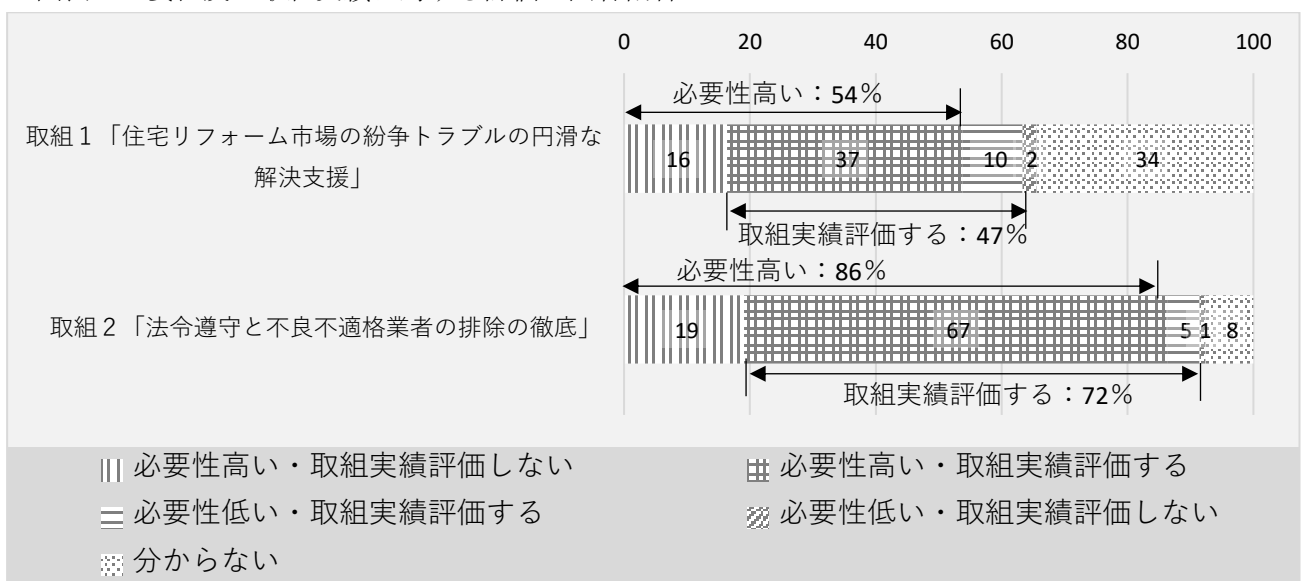 0 20 40 60 80 100
必要性高い：54%
取組１「住宅リフォーム市場の紛争トラブルの円滑な
解決支援」
16 37 10 2 34
取組実績評価する：47%
必要性高い：86%
取組２「法令遵守と不良不適格業者の排除の徹底」
19 67 5 1 8
取組実績評価する：72%
必要性高い・取組実績評価しない
必要性高い・取組実績評価する
必要性低い・取組実績評価する
必要性低い・取組実績評価しない
分からない